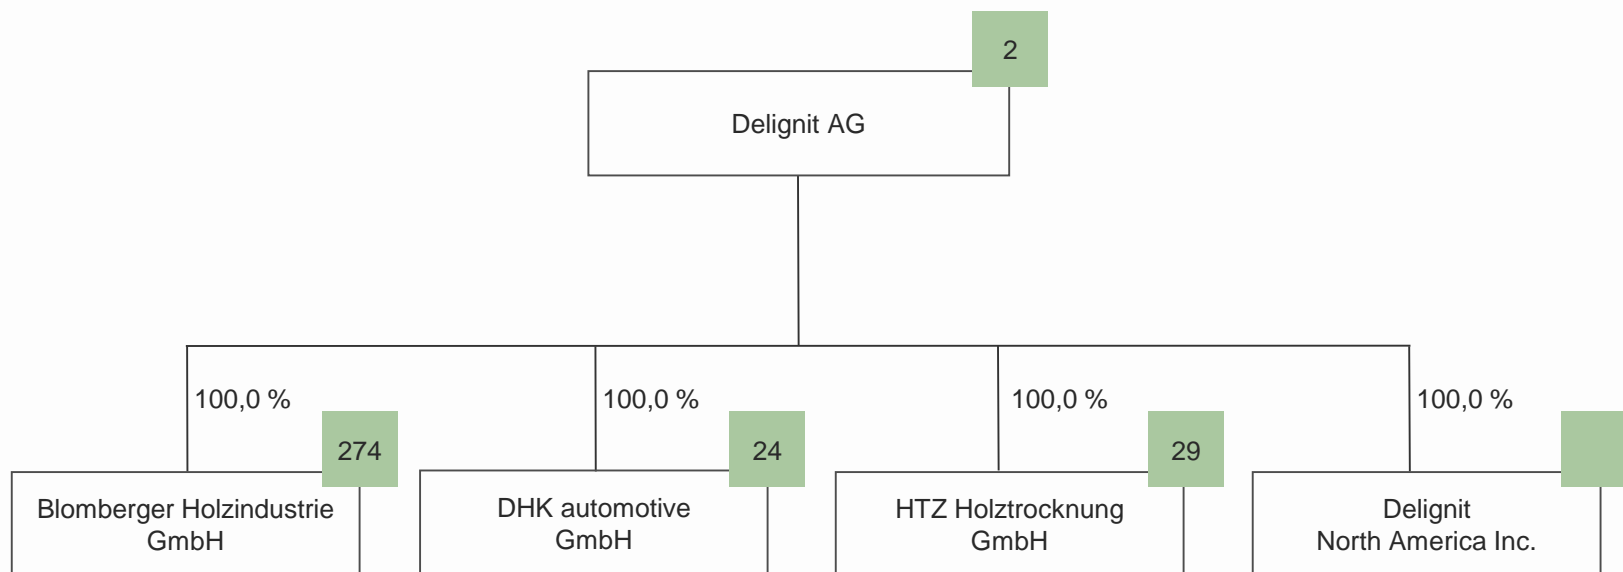 2
Delignit AG
100,0 %
100,0 %
100,0 %
100,0 %
274
24
29
Blomberger Holzindustrie
GmbH
DHK automotive
GmbH
HTZ Holztrocknung
GmbH
Delignit
North America Inc.